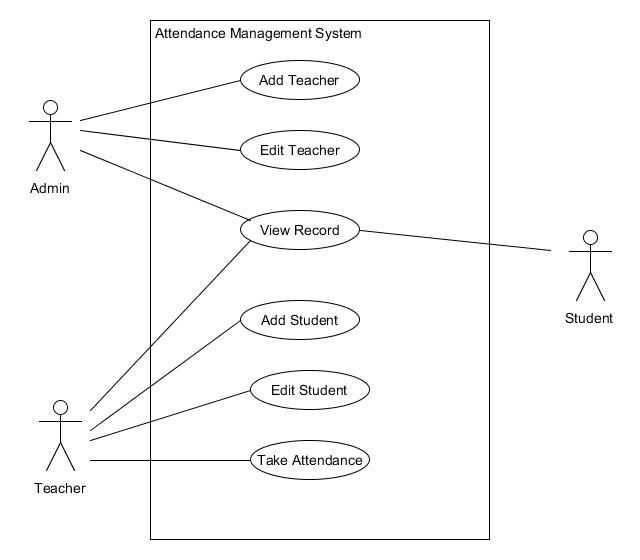 Attendance Management System
Add Teacher
Edit Teacher
Admin
View Record
Student
Add Student
Edit Student
Take Attendance
Teacher